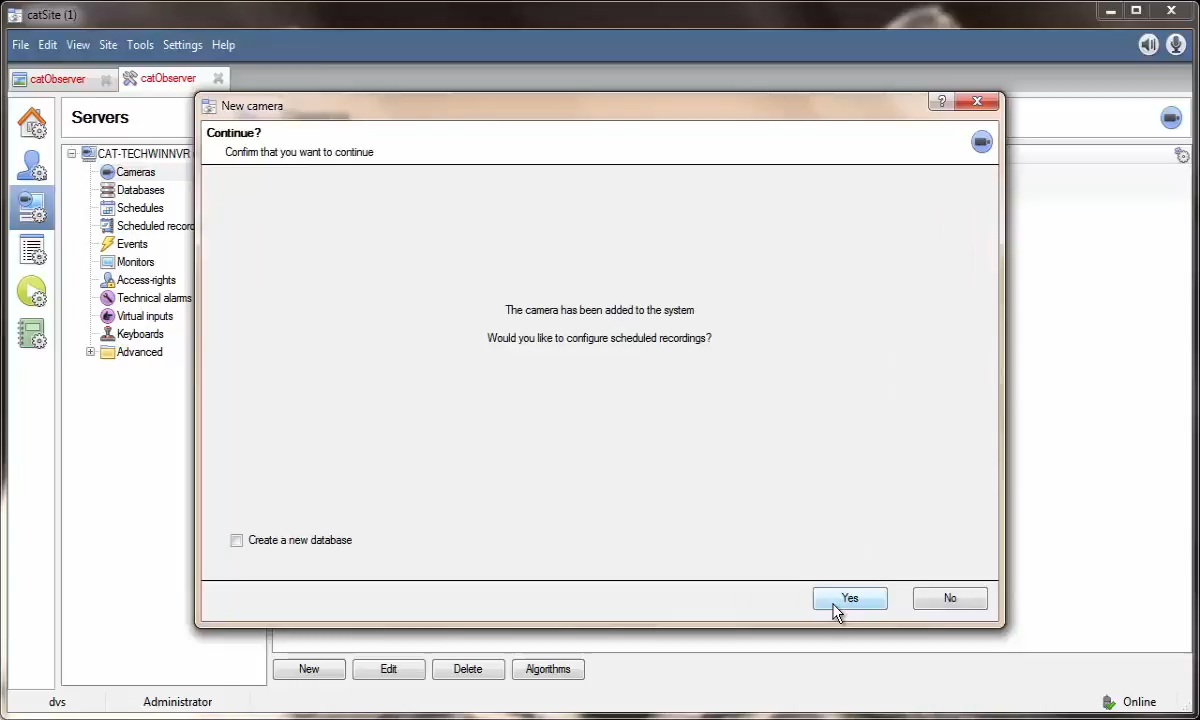 catSite (1)
File Edit View Site Tools Settings Help
catObserver catObserver
Servers
CAT-TECHWINNVR
Cameras
Databases
Schedules
Scheduled
Events
Monitors
Access-rights
Technical alarms
Virtual inputs
Keyboards
Advanced
New camera
?
Continue?
Confirm that you want to continue
The camera has been added to the system
Would you like to configure scheduled recordings?
Create a new database
Yes No
New Edit Delete Algorithms
dvs Administrator Online